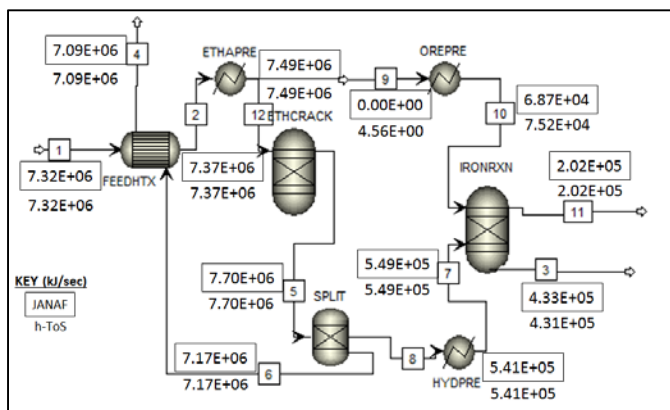 7.09E+06
4
7.09E+06
ETHAPRE
7.49E+06
7.49E+06
9
OREPRE
2
12
ETHCRACK
0.00E+00
4.56E+00
6.87E+04
7.52E+04
10
1
7.32E+06
7.32E+06
FEEDHTX
7.37E+06
7.37E+06
IRONRXN
2.02E+05
2.02E+05
11
KEY (kJ/sec)
JANAF
h-ToS
7.70E+06
7.70E+06
5
SPLIT
5.49E+05
5.49E+05
7
3
4.33E+05
4.31E+05
7.17E+06
7.17E+06
6
8
HYDPRE
5.41E+05
5.41E+05